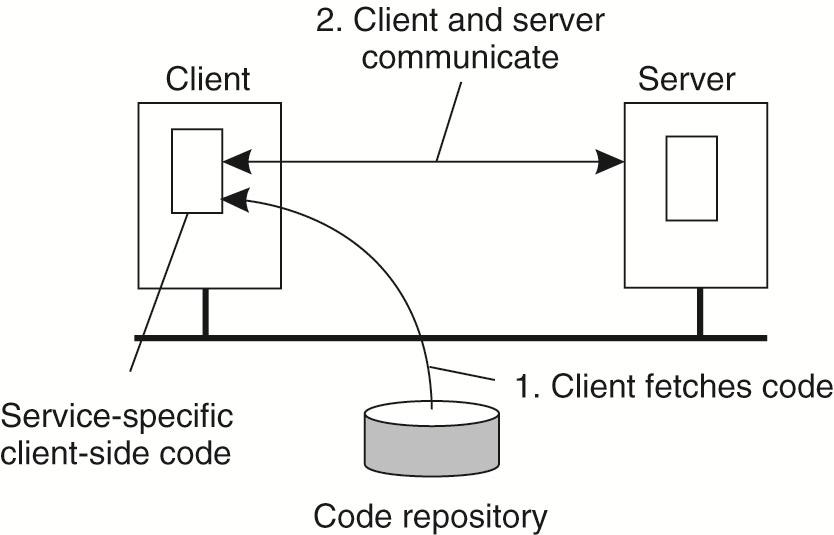 2. Client and server
communicate
Client
Server
1. Client fetches code
Service-specific
client-side code
Code repository